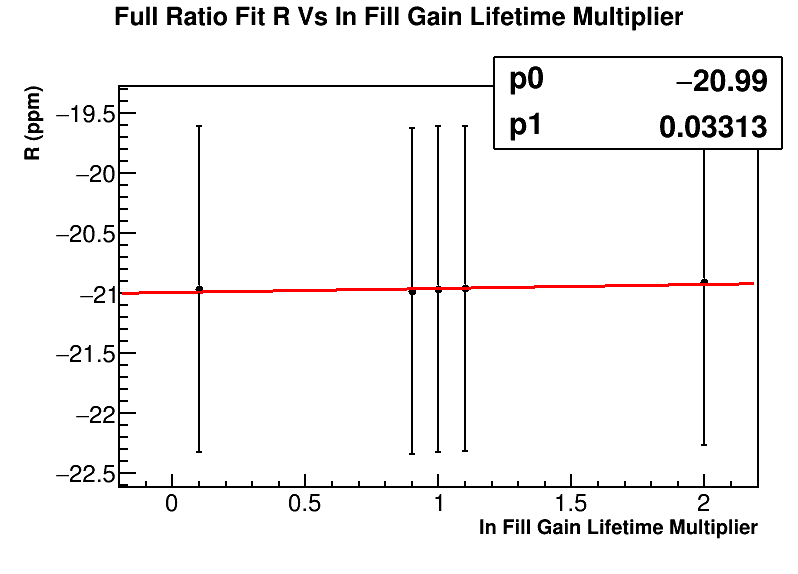 Full Ratio Fit R Vs In Fill Gain Lifetime Multiplier
p0 −20.99
p1 0.03313
R (ppm)
−19.5
−20
−20.5
−21
−21.5
−22
−22.5
0 0.5 1 1.5 2
In Fill Gain Lifetime Multiplier